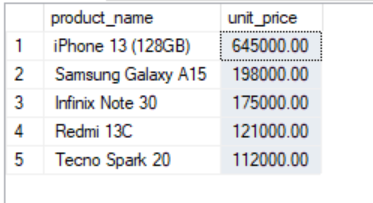 product_name unit_price
1 iPhone 13 (128GB) 645000.00
2 Samsung Galaxy A15 198000.00
3 Infinix Note 30 175000.00
4 Redmi 13C 121000.00
5 Tecno Spark 20 112000.00